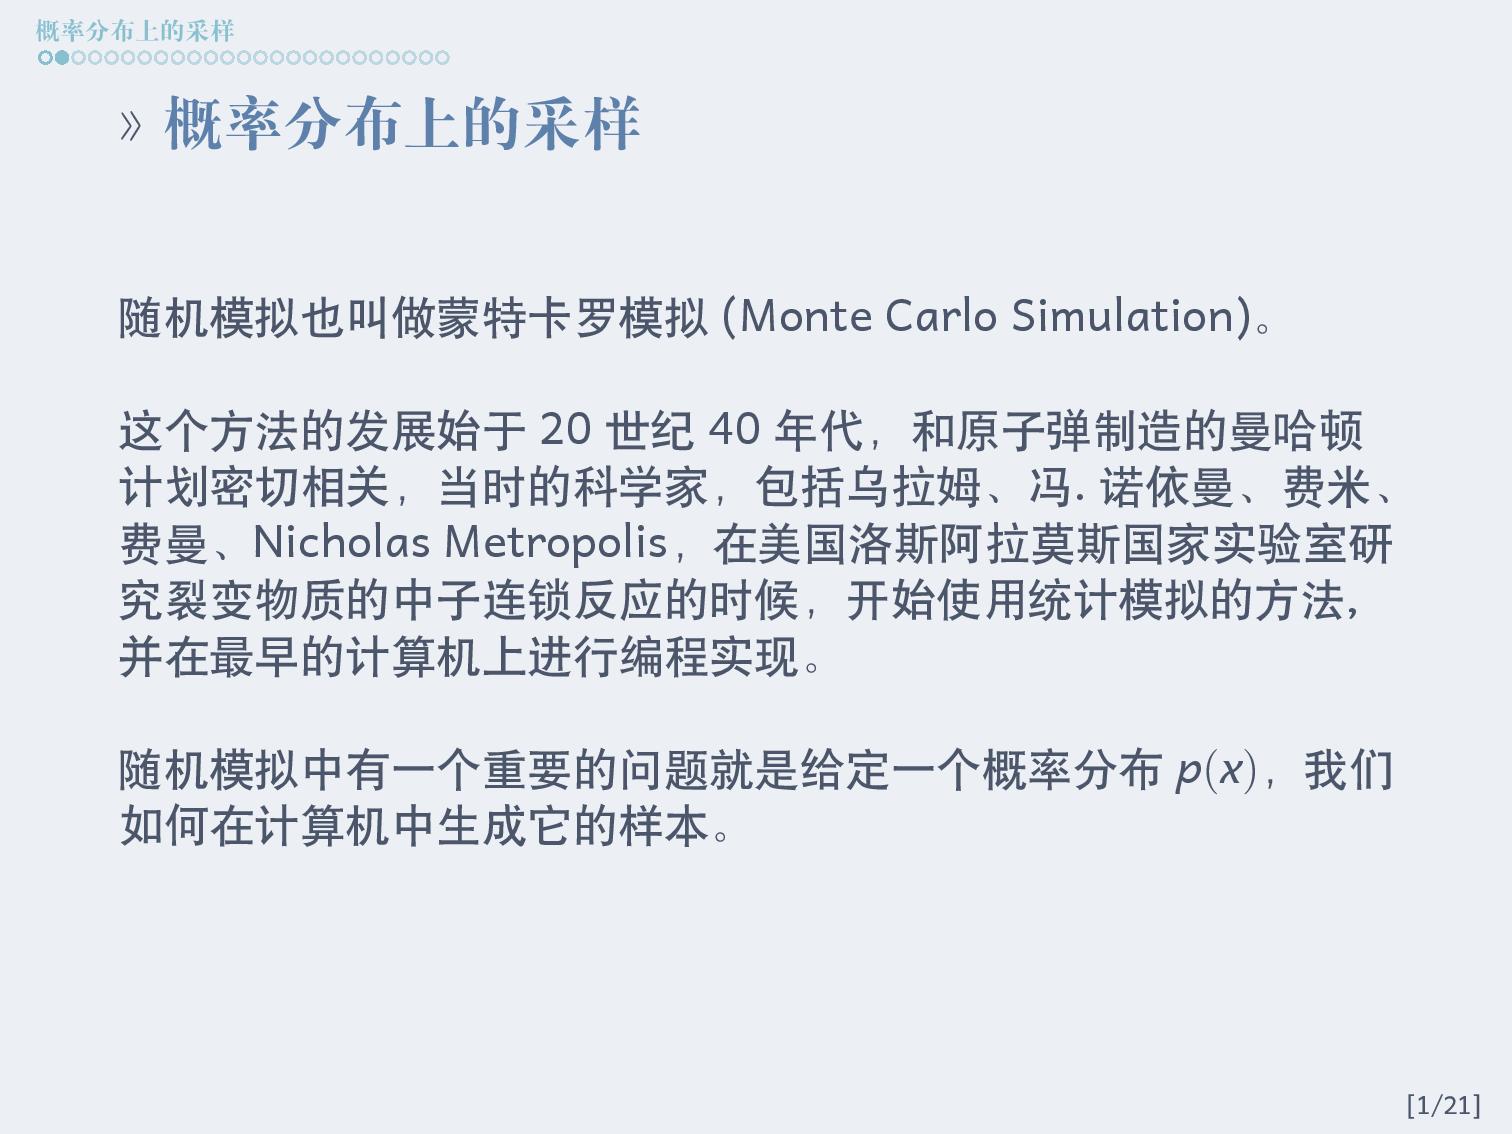 概率分布上的采样
» 概率分布上的采样
随机模拟也叫做蒙特卡罗模拟 (Monte Carlo Simulation)。
这个方法的发展始于 20 世纪 40 年代，和原子弹制造的曼哈顿
计划密切相关，当时的科学家，包括乌拉姆、冯. 诺依曼、费米、
费曼、Nicholas Metropolis，在美国洛斯阿拉莫斯国家实验室研
究裂变物质的中子连锁反应的时候，开始使用统计模拟的方法，
并在最早的计算机上进行编程实现。
随机模拟中有一个重要的问题就是给定一个概率分布 p(x)，我们
如何在计算机中生成它的样本。
[1/21]